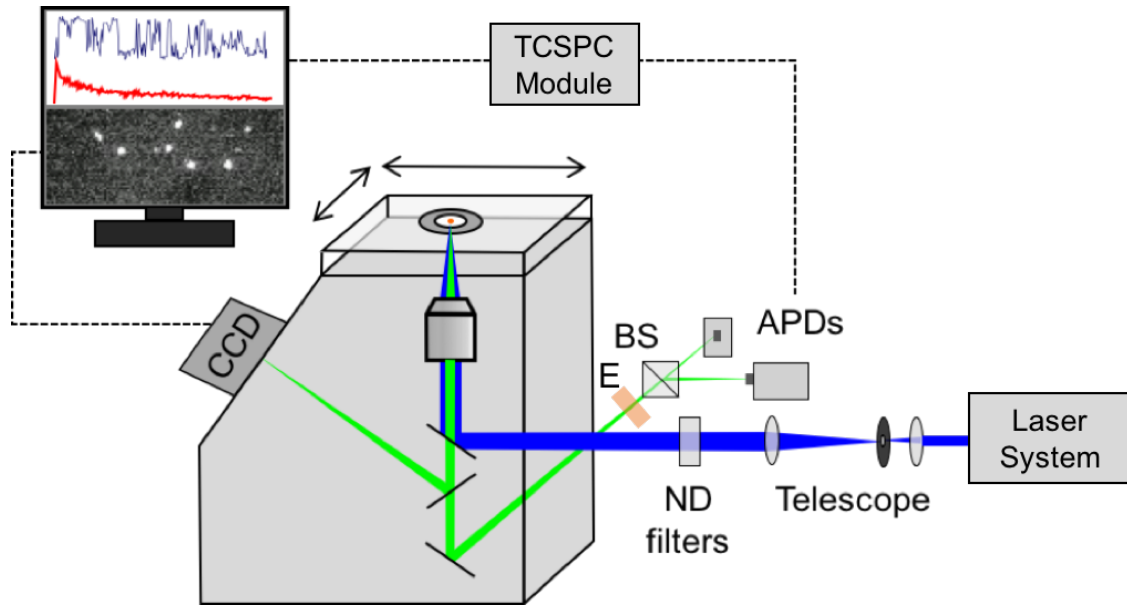 TCSPC
Module
CCD
BS
APDs
E
Laser
System
ND
filters
Telescope